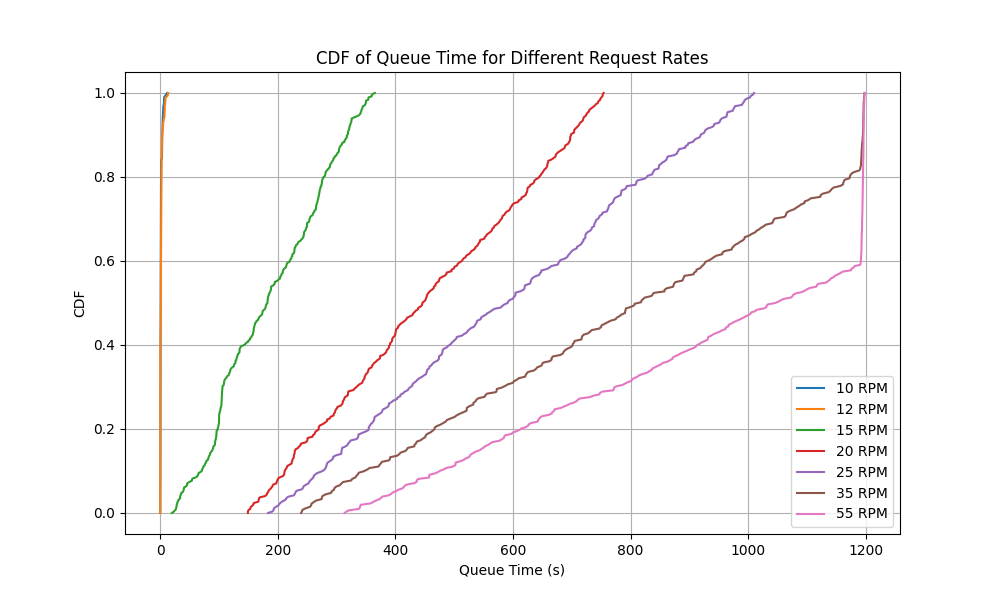 CDF of Queue Time for Different Request Rates
CDF
1.0
0.8
0.6
0.4
0.2
0.0
0 200 400 600 800 1000 1200
Queue Time (s)
10 RPM
12 RPM
15 RPM
20 RPM
25 RPM
35 RPM
55 RPM